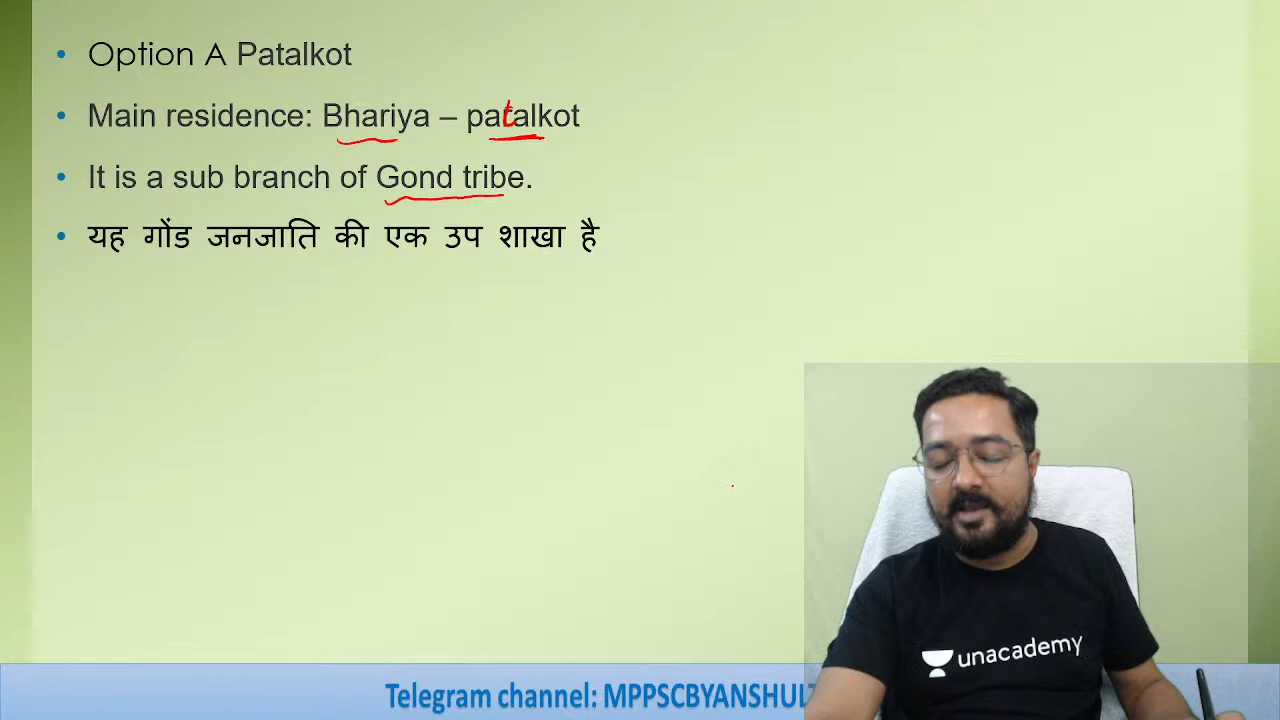 Option A Patalkot
Main residence: Bhariya – patalkot
It is a sub branch of Gond tribe.
यह गोंड जनजाति की एक उप शाखा है
unacademy
Telegram channel: MPPSCBYANSHUL